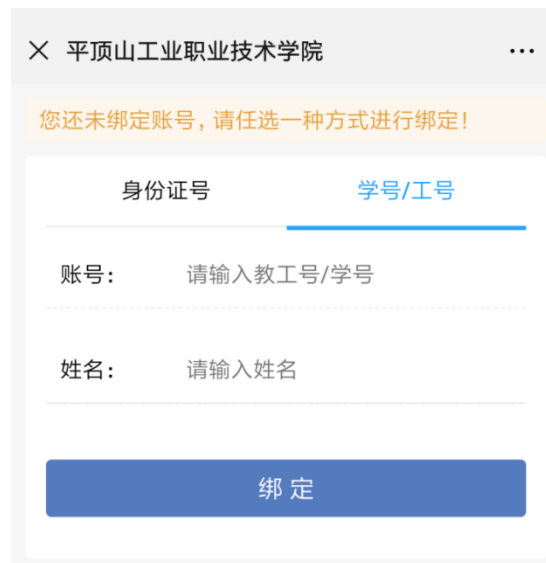 平顶山工业职业技术学院
您还未绑定账号，请任选一种方式进行绑定！
身份证号 学号/工号
账号： 请输入教工号/学号
姓名： 请输入姓名
绑 定